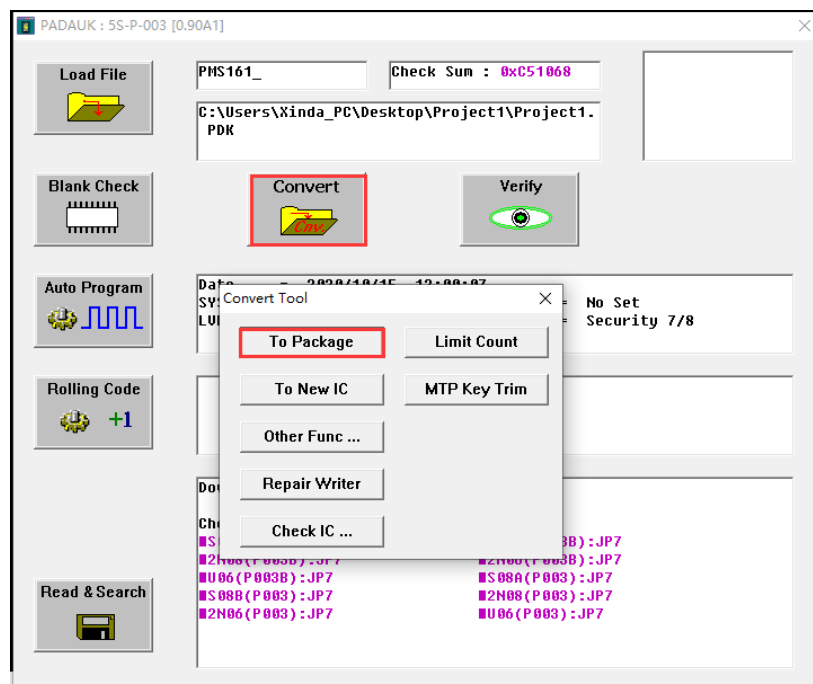 PADAUK : 5S-P-003 [0.90A1]
Load File
PMS161_
Check Sum : 0xC51068
C:\Users\Xinda_PC\Desktop\Project1\Project1.
PDK
Blank Check
Convert
Cnv.
Verify
Auto Program
= No Set
= Security 7/8
Convert Tool
To Package
Limit Count
To New IC
MTP Key Trim
Other Func ...
Repair Writer
Check IC ...
Rolling Code
+1
3B):JP7
U06(P003B):JP7
S08A(P003):JP7
S08B(P003):JP7
2N08(P003):JP7
2N06(P003):JP7
U06(P003):JP7
Read & Search